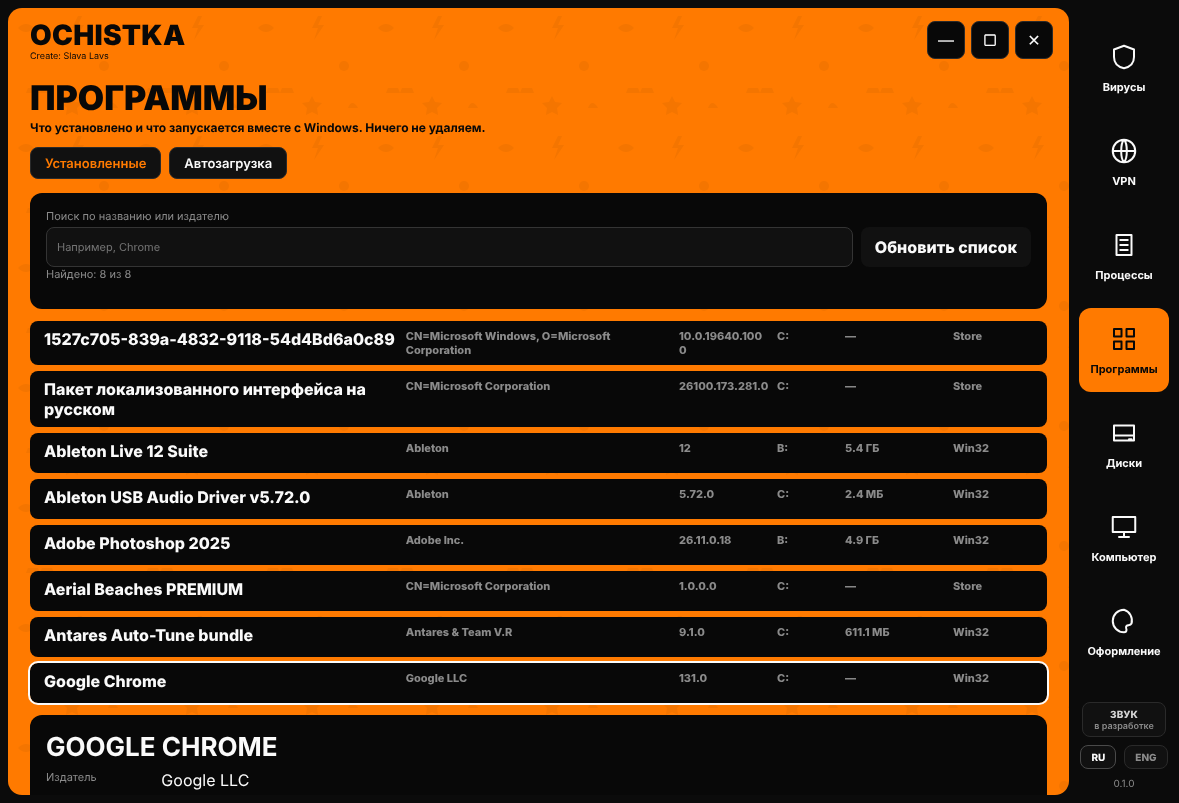 OCHISTKA
Create: Slava Lavs
ПРОГРАММЫ
Что установлено и что запускается вместе с Windows. Ничего не удаляем.
Установленные
Автозагрузка
Поиск по названию или издателю
Например, Chrome
Обновить список
Найдено: 8 из 8
1527c705-839a-4832-9118-54d4Bd6a0c89 CN=Microsoft Windows, O=Microsoft Corporation 10.0.19640.1000 C: — Store
Пакет локализованного интерфейса на русском CN=Microsoft Corporation 26100.173.281.0 C: — Store
Ableton Live 12 Suite Ableton 12 B: 5.4 ГБ Win32
Ableton USB Audio Driver v5.72.0 Ableton 5.72.0 C: 2.4 МБ Win32
Adobe Photoshop 2025 Adobe Inc. 26.11.0.18 B: 4.9 ГБ Win32
Aerial Beaches PREMIUM CN=Microsoft Corporation 1.0.0.0 C: — Store
Antares Auto-Tune bundle Antares & Team V.R 9.1.0 C: 611.1 МБ Win32
Google Chrome Google LLC 131.0 C: — Win32
GOOGLE CHROME
Издатель Google LLC
Вирусы
VPN
Процессы
Программы
Диски
Компьютер
Оформление
ЗВУК
в разработке
RU ENG
0.1.0